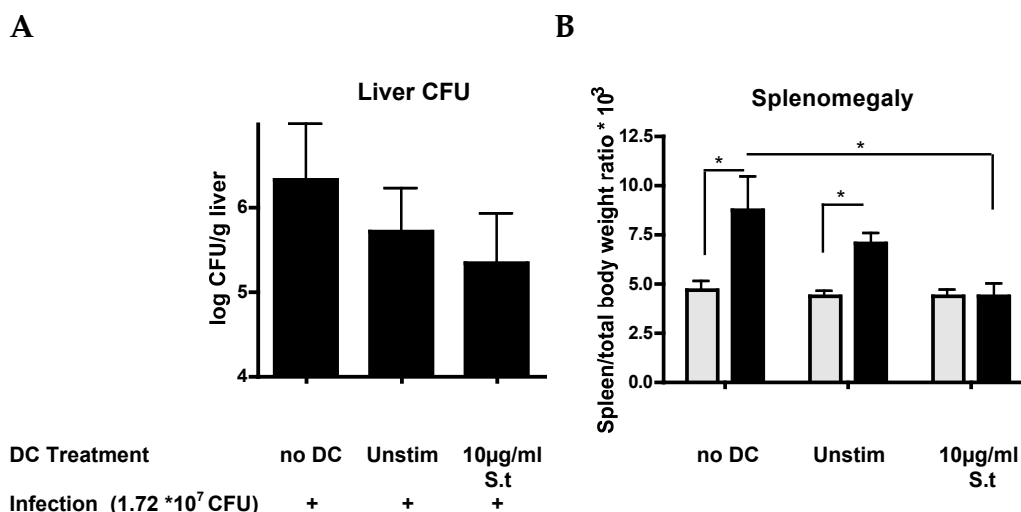 A
B
Liver CFU
log CFU/g liver
6
5
4
Splenomegaly
Spleen/total body weight ratio * 10³
12.5
10.0
7.5
5.0
2.5
0.0
*
*
*
DC Treatment no DC Unstim 10µg/ml S.t no DC Unstim 10µg/ml S.t
Infection (1.72 *10⁷ CFU) + + +